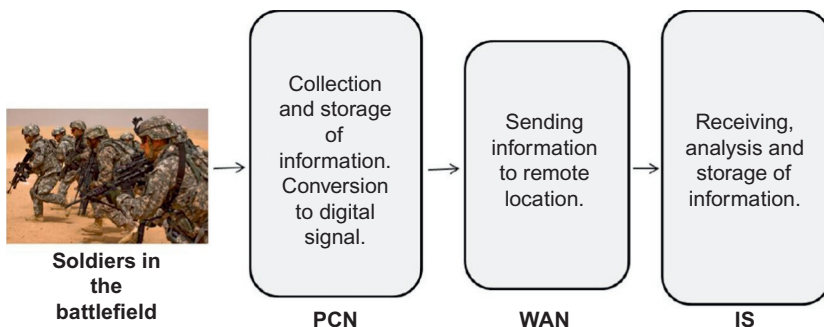 Soldiers in
the
battlefield
Collection
and storage
of
information.
Conversion
to digital
signal.
PCN
Sending
information
to remote
location.
WAN
Receiving,
analysis and
storage of
information.
IS